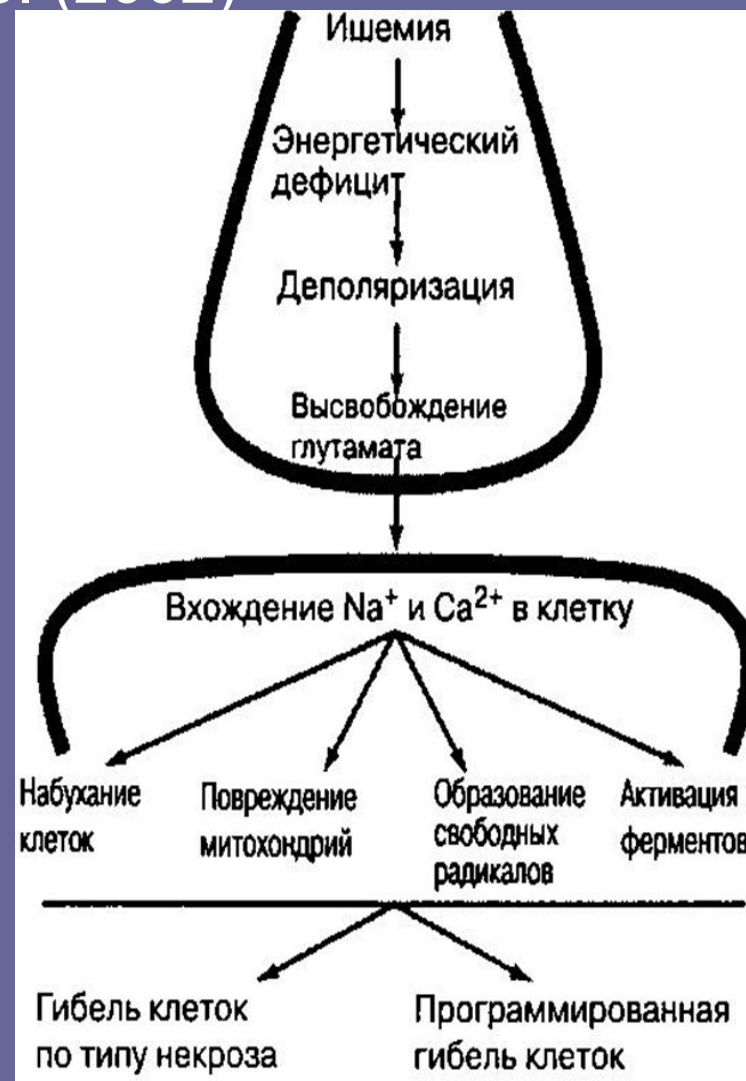 Ишемия
Энергетический
дефицит
Деполяризация
Высвобождение
глутамата
Вхождение Na⁺ и Ca²⁺ в клетку
Набухание
клеток
Повреждение
митохондрий
Образование
свободных
радикалов
Активация
ферментов
Гибель клеток
по типу некроза
Программированная
гибель клеток